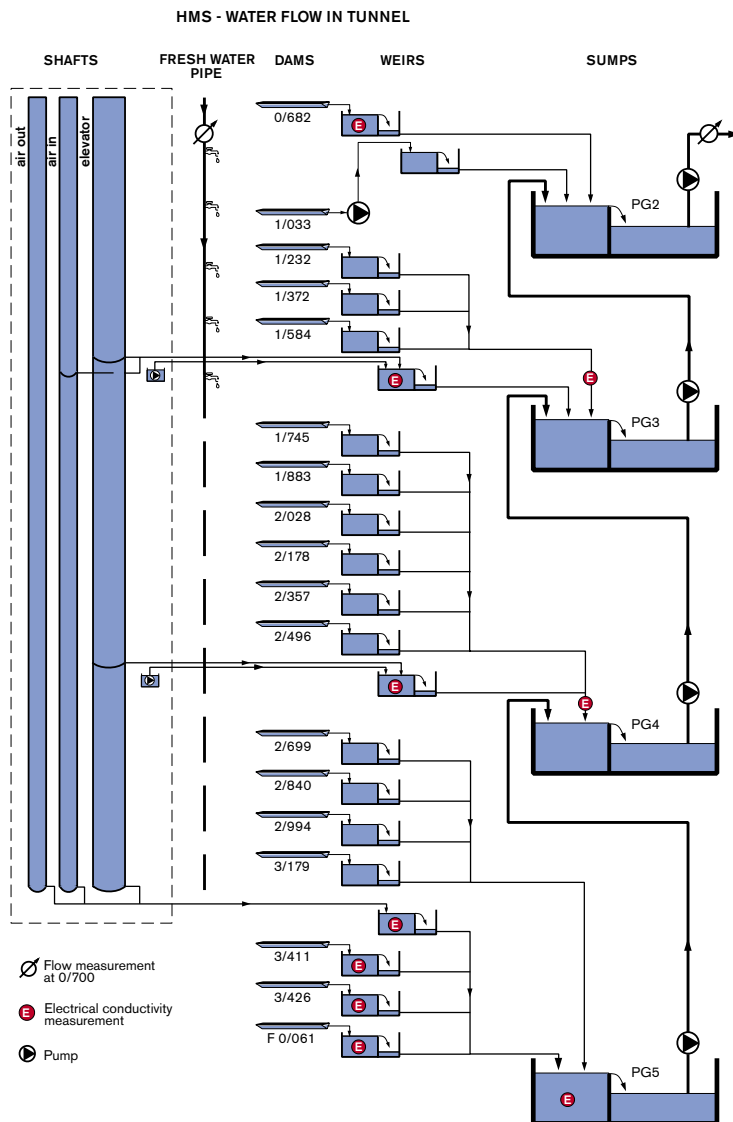 HMS - WATER FLOW IN TUNNEL
SHAFTS
FRESH WATER
PIPE
DAMS
WEIRS
SUMPS
air out
air in
elevator
0/682
E
1/033
PG2
1/232
1/372
1/584
E
E
PG3
1/745
1/883
2/028
2/178
2/357
2/496
E
E
PG4
2/699
2/840
2/994
3/179
E
3/411
E
3/426
E
F 0/061
E
PG5
E
Flow measurement
at 0/700
E
Electrical conductivity
measurement
Pump